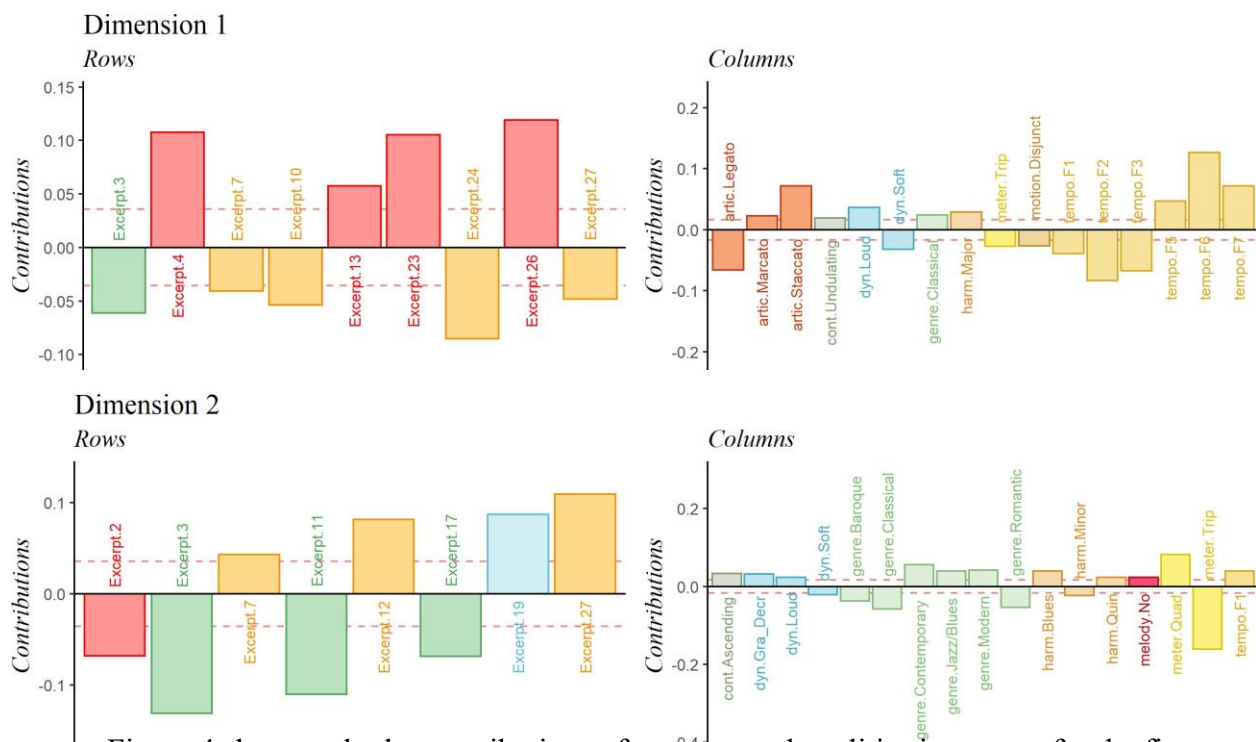 Dimension 1
Rows
Columns
Contributions
0.15
0.10
0.05
0.00
-0.05
-0.10
Excerpt.3
Excerpt.4
Excerpt.7
Excerpt.10
Excerpt.13
Excerpt.23
Excerpt.24
Excerpt.26
Excerpt.27
Contributions
0.2
0.1
0.0
-0.1
-0.2
artic.Legato
artic.Marcato
artic.Staccato
cont.Undulating
dyn.Loud
dyn.Soft
genre.Classical
harm.Major
meter.Trip
motion.Disjunct
tempo.F1
tempo.F2
tempo.F3
tempo.F5
tempo.F6
tempo.F7
Dimension 2
Rows
Columns
Contributions
0.1
0.0
-0.1
Excerpt.2
Excerpt.3
Excerpt.7
Excerpt.11
Excerpt.12
Excerpt.17
Excerpt.19
Excerpt.27
Contributions
0.2
0.0
-0.2
cont.Ascending
dyn.Gra_Decr
dyn.Loud
dyn.Soft
genre.Baroque
genre.Classical
genre.Contemporary
genre.Jazz/Blues
genre.Modern
genre.Romantic
harm.Blues
harm.Minor
harm.Quin
melody.No
meter.Quad
meter.Trip
tempo.F1